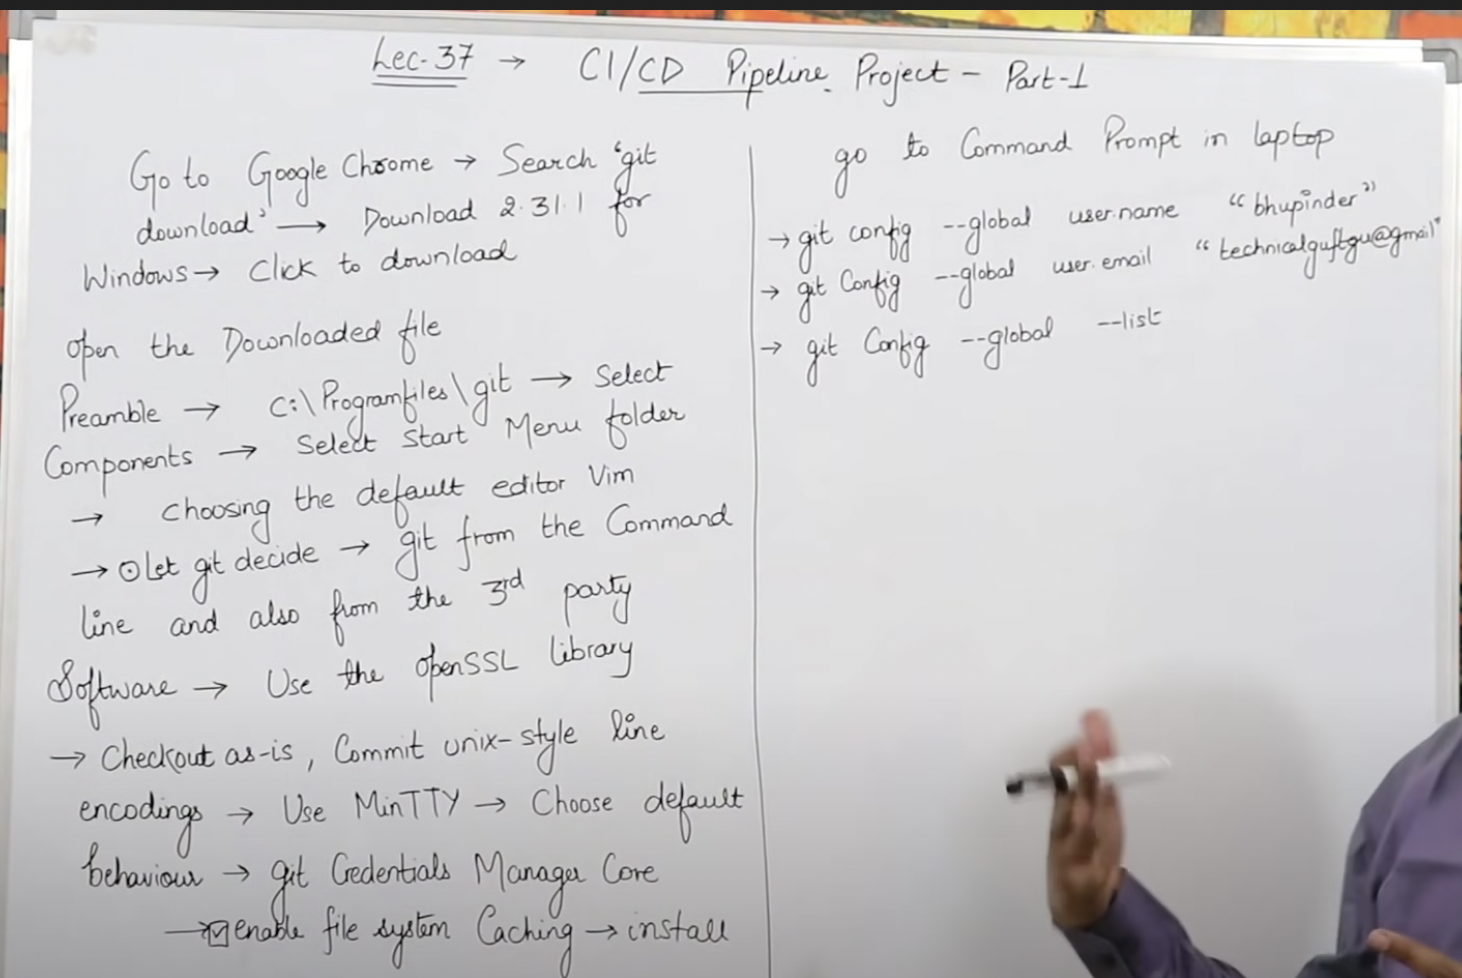 Lec-37 → CI/CD Pipeline Project - Part-1
Go to Google Chrome → Search 'git
download' → Download 2.31.1 for
Windows → Click to download
open the Downloaded file
Preamble → C:\Programfiles\git → Select
Components → Select Start Menu folder
→ choosing the default editor Vim
→ ⊙ Let git decide → git from the Command
line and also from the 3rd party
Software → Use the openSSL library
→ Checkout as-is, Commit unix-style line
encodings → Use MinTTY → Choose default
behaviour → git Credentials Manager Core
→ ☑ enable file system Caching → install
go to Command Prompt in laptop
→ git config --global user.name "bhupinder"
→ git Config --global user.email "technicalguftgu@gmail"
→ git Config --global --list